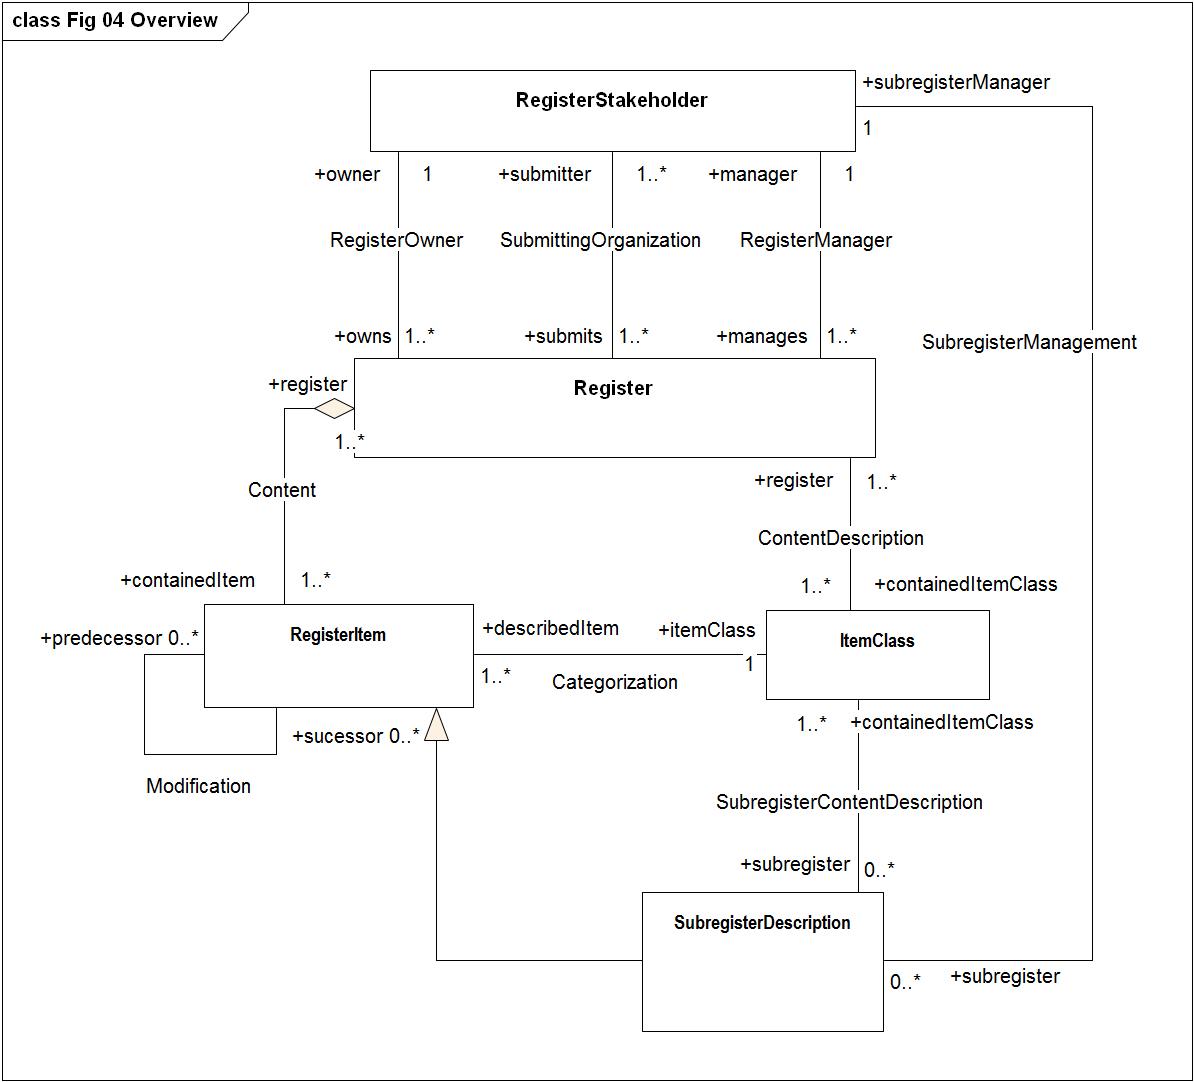 class Fig 04 Overview
RegisterStakeholder
+subregisterManager
1
+owner 1 +submitter 1..* +manager 1
RegisterOwner SubmittingOrganization RegisterManager
+owns 1..* +submits 1..* +manages 1..*
SubregisterManagement
+register
Register
1..*
+register 1..*
Content
ContentDescription
+containedItem 1..*
1..* +containedItemClass
+predecessor 0..*
RegisterItem
+describedItem +itemClass
ItemClass
1..* 1
Categorization
+sucessor 0..*
1..* +containedItemClass
Modification
SubregisterContentDescription
+subregister 0..*
SubregisterDescription
0..* +subregister